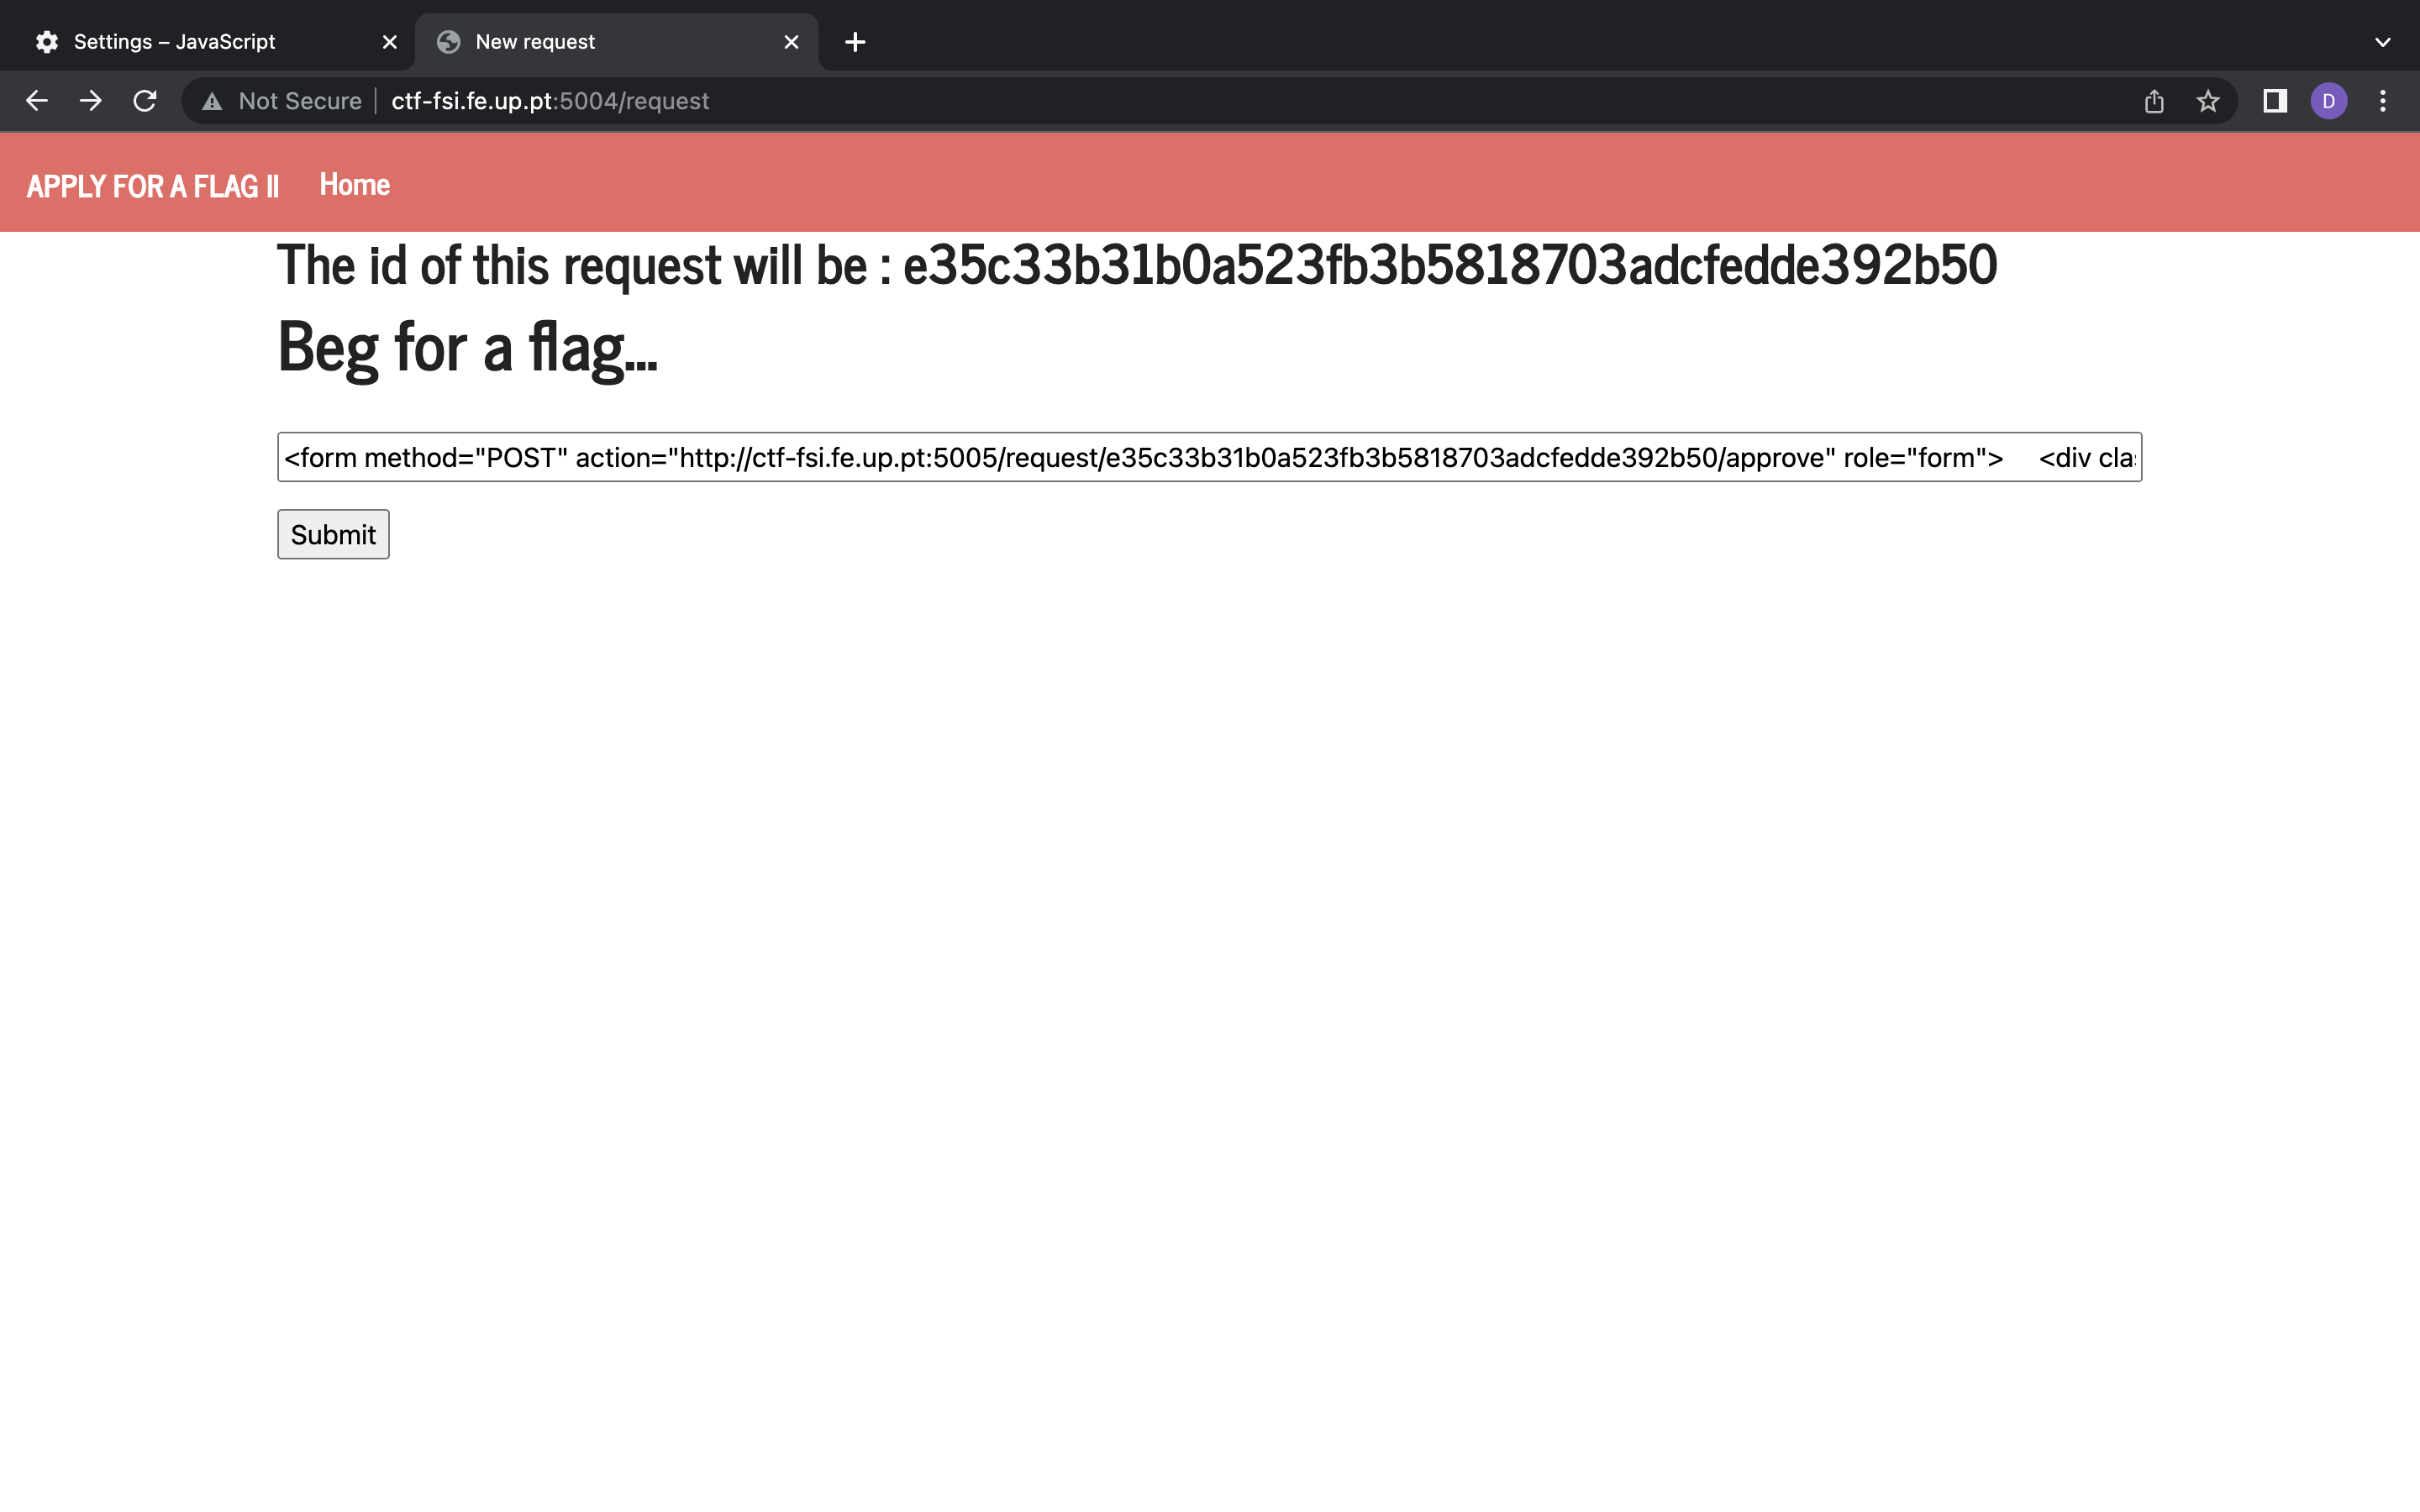 Settings – JavaScript
New request
Not Secure
ctf-fsi.fe.up.pt:5004/request
D
APPLY FOR A FLAG II Home
The id of this request will be : e35c33b31b0a523fb3b5818703adcfedde392b50
Beg for a flag...
<form method="POST" action="http://ctf-fsi.fe.up.pt:5005/request/e35c33b31b0a523fb3b5818703adcfedde392b50/approve" role="form"> <div cla
Submit